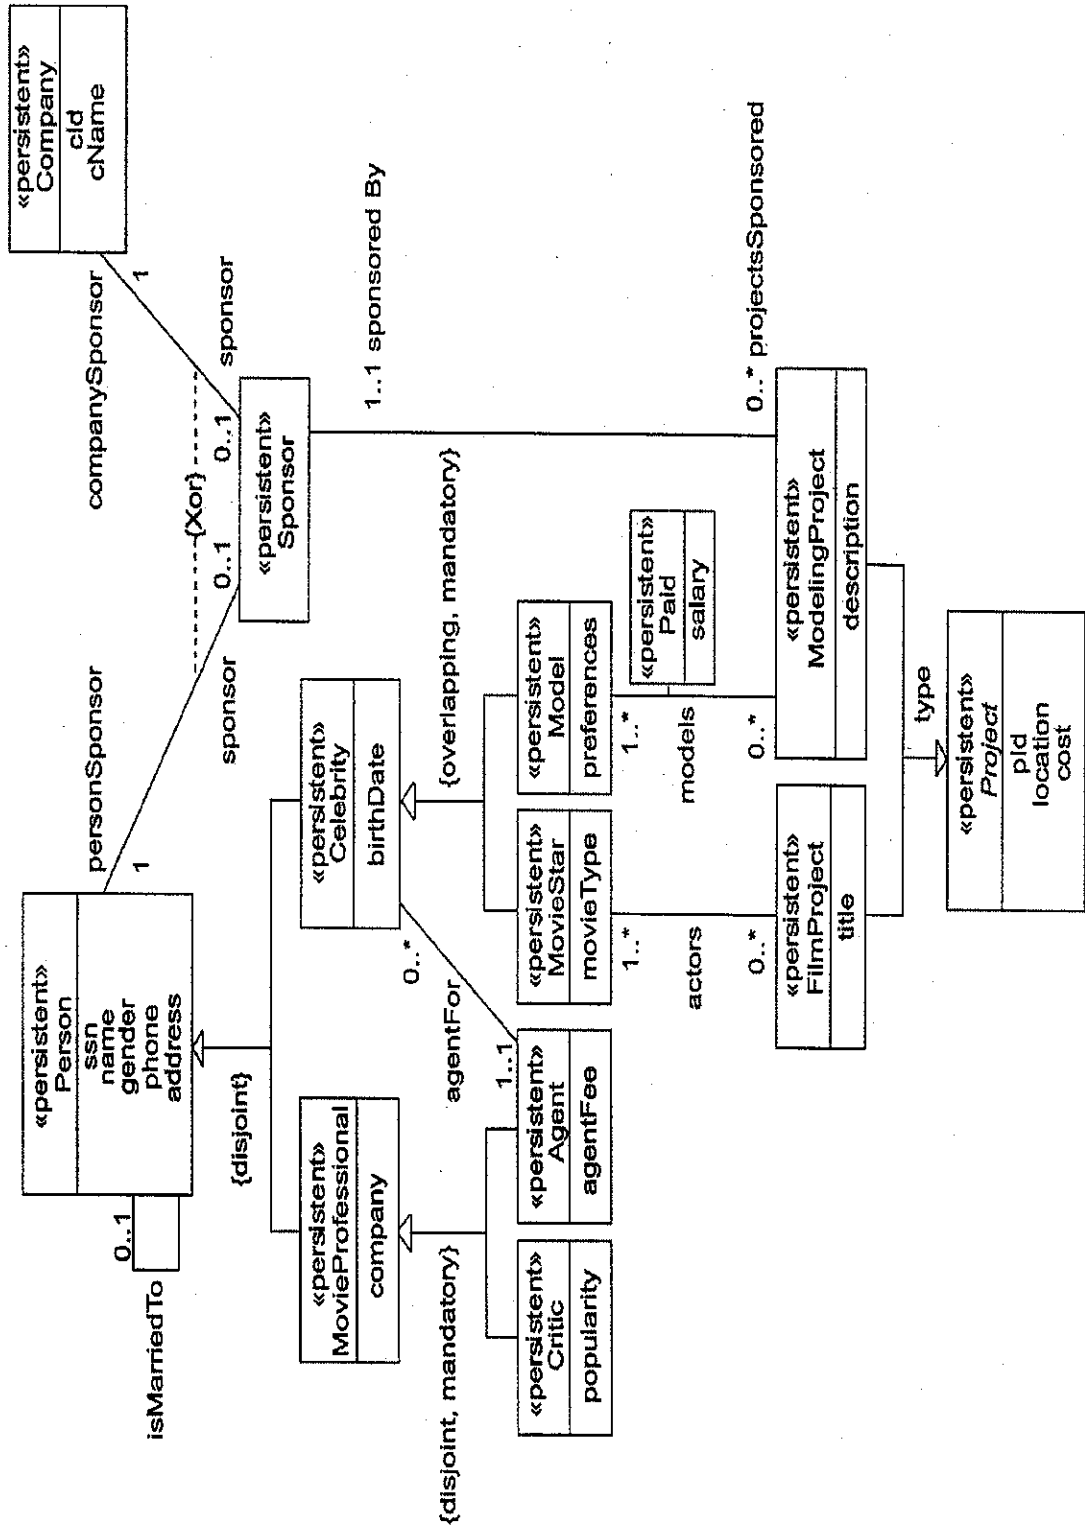 «persistent»
Company
cId
cName
companySponsor
1
personSponsor
1
{Xor}
sponsor
0..1
0..1
sponsor
«persistent»
Sponsor
1..1 sponsored By
0..* projectsSponsored
«persistent»
Person
ssn
name
gender
phone
address
0..1
isMarriedTo
{disjoint}
«persistent»
MovieProfessional
company
«persistent»
Celebrity
birthDate
{disjoint, mandatory}
agentFor
0..*
1..1
{overlapping, mandatory}
«persistent»
Critic
popularity
«persistent»
Agent
agentFee
«persistent»
MovieStar
movieType
«persistent»
Model
preferences
1..*
actors
0..*
1..*
models
0..*
«persistent»
Paid
salary
«persistent»
FilmProject
title
«persistent»
ModelingProject
description
type
«persistent»
Project
pId
location
cost